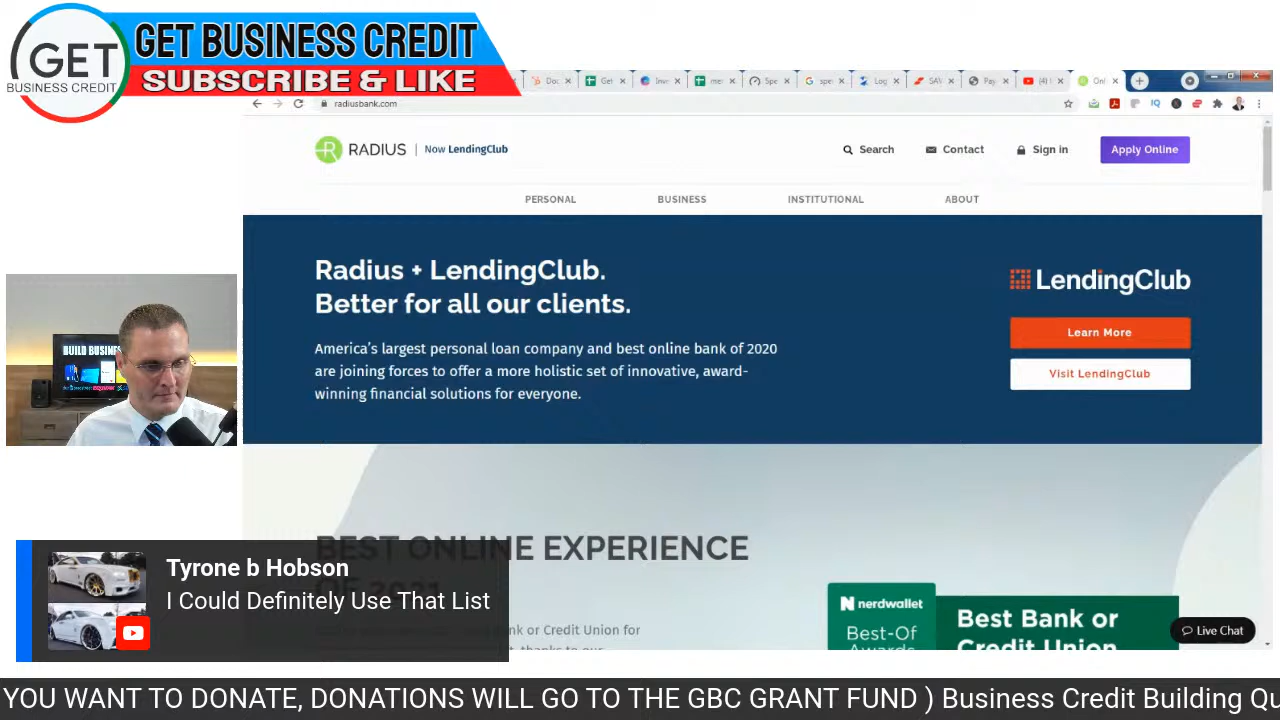 GET
BUSINESS CREDIT
GET BUSINESS CREDIT
SUBSCRIBE & LIKE
radiusbank.com
RADIUS | Now LendingClub
Search
Contact
Sign in
Apply Online
PERSONAL
BUSINESS
INSTITUTIONAL
ABOUT
Radius + LendingClub.
Better for all our clients.
America's largest personal loan company and best online bank of 2020
are joining forces to offer a more holistic set of innovative, award-
winning financial solutions for everyone.
LendingClub
Learn More
Visit LendingClub
BUILD BUSINE
BEST ONLINE EXPERIENCE
nerdwallet
Best-Of
Awards
Best Bank or
Credit Union
Live Chat
Tyrone b Hobson
I Could Definitely Use That List
YOU WANT TO DONATE, DONATIONS WILL GO TO THE GBC GRANT FUND ) Business Credit Building Qu